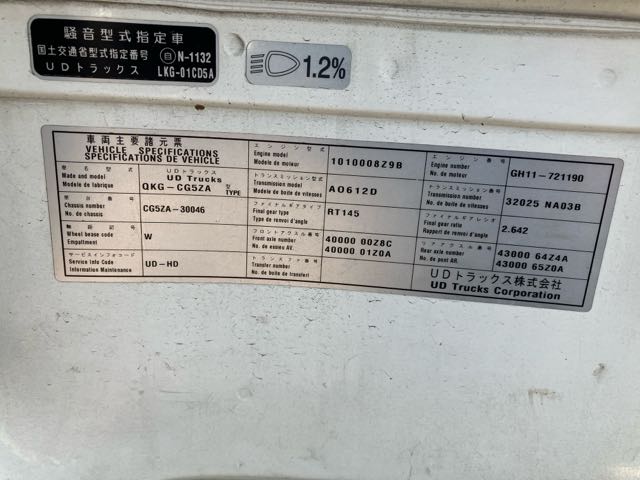 騒音型式指定車
国土交通省型式指定番号 自 N-1132
UDトラックス LKG-01CD5A
1.2%
車両主要諸元票
VEHICLE SPECIFICATIONS
SPECIFICATIONS DE VEHICLE
車名型式
Made and model
Modele de fabrique
UDトラックス
UD Trucks
QKG-CG5ZA 型 TYPE
車台番号
Chassis number
No. de chassis
CG5ZA-30046
軸距記号
Wheel base code
Empattement
W
サービスインフォコード
Service Info Code
Information Maintenance
UD-HD
エンジン型式
Engine model
Modele de moteur
1010008Z9B
トランスミッション型式
Transmission model
Modele de boite de vitesses
AO612D
ファイナルギアタイプ
Final gear type
Type de renvoi d'angle
RT145
フロントアクスル番号
Front axle number
No. de essieu AV.
40000 00Z8C
40000 01Z0A
トランスファ番号
Transfer number
No. de boite de transferi
エンジン番号
Engine number
No. de moteur
GH11-721190
トランスミッション番号
Transmission number
No. de boite de vitesses
32025 NA03B
ファイナルギアレシオ
Final gear ratio
Rapport de renvoi d'angle
2.642
リアアクスル番号
Rear axle number
No. de pont AR.
43000 64Z4A
43000 65Z0A
UDトラックス株式会社
UD Trucks Corporation